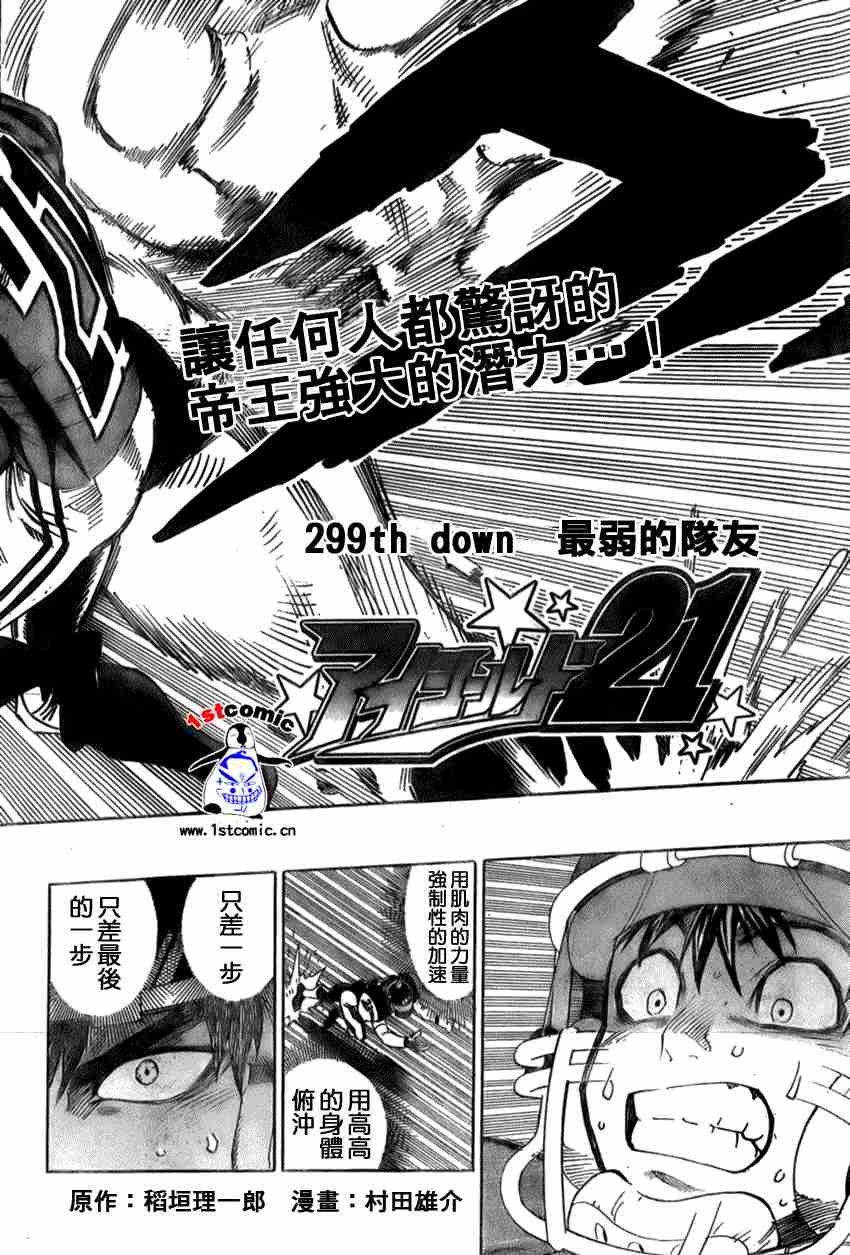 讓任何人都驚訝的
帝王強大的潛力…！
299th down 最弱的隊友
アイシールド21
1stcomic
www.1stcomic.cn
用肌肉的力量
強制性的加速
用高高
的身體
俯沖
只差一步
只差最後
的一步
原作：稻垣理一郎 漫畫：村田雄介